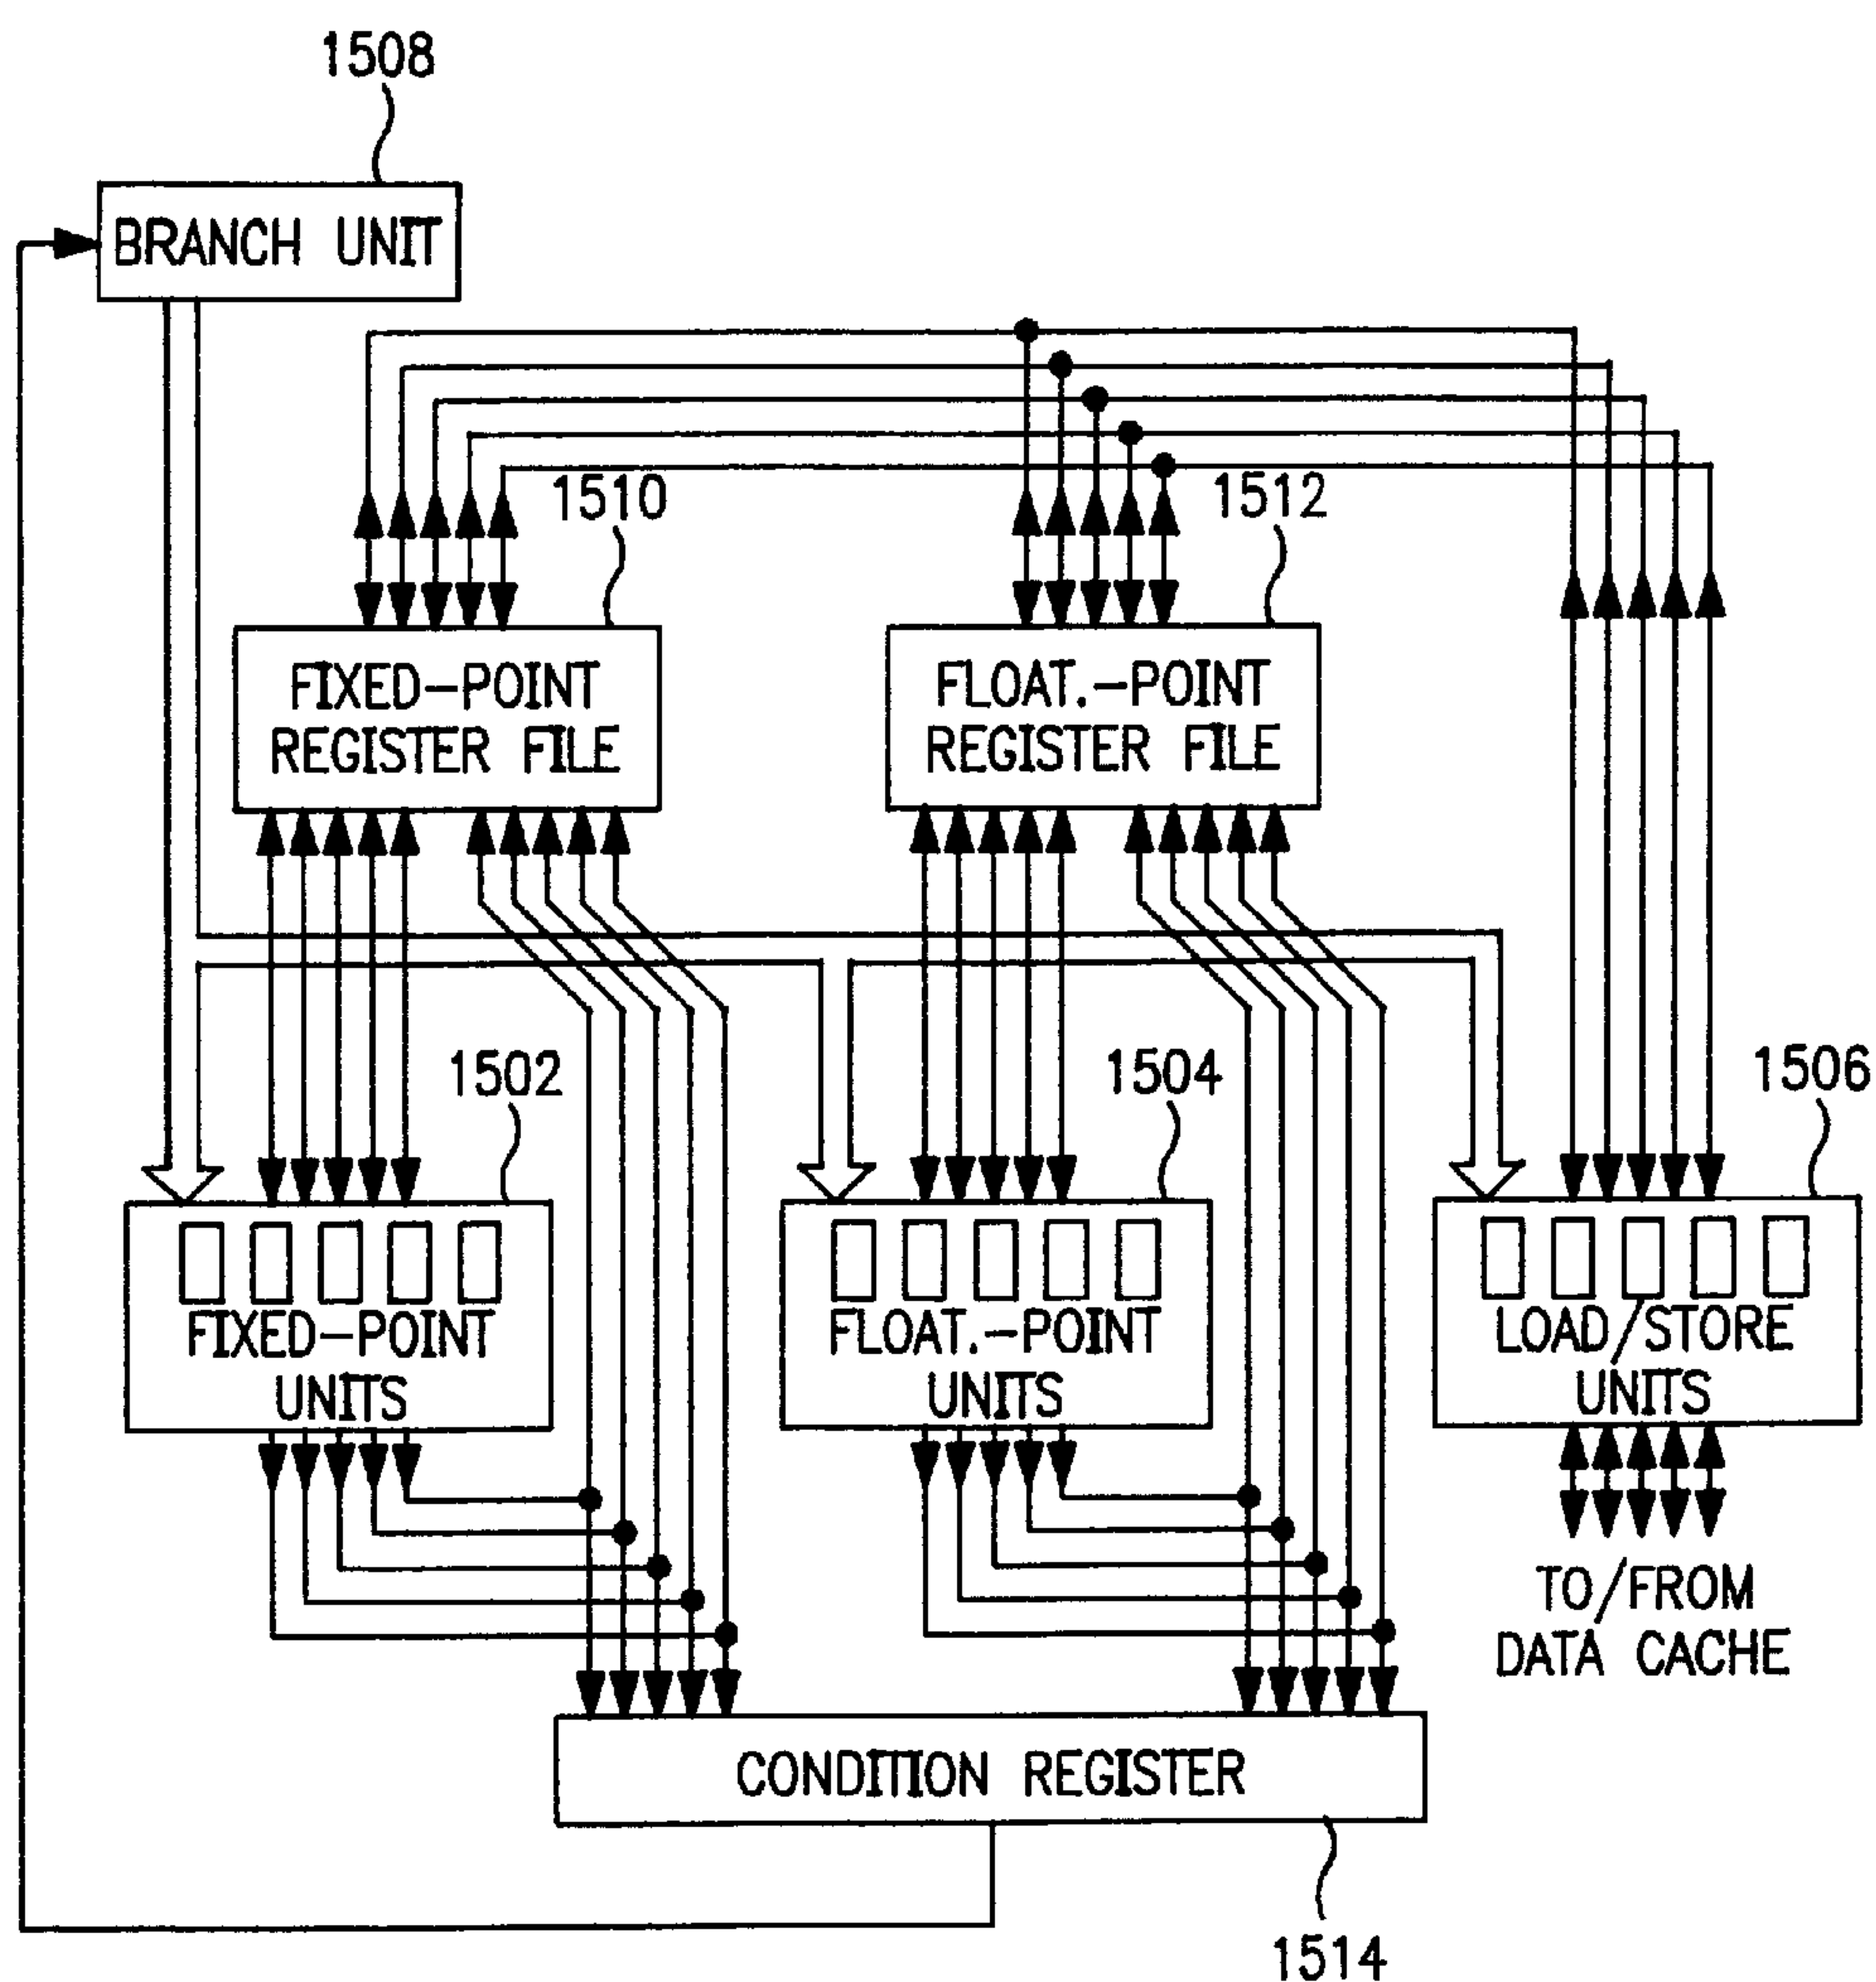 1508
BRANCH UNIT
1510
1512
FIXED-POINT
REGISTER FILE
FLOAT.-POINT
REGISTER FILE
1502
1504
1506
FIXED-POINT
UNITS
FLOAT.-POINT
UNITS
LOAD/STORE
UNITS
TO/FROM
DATA CACHE
CONDITION REGISTER
1514